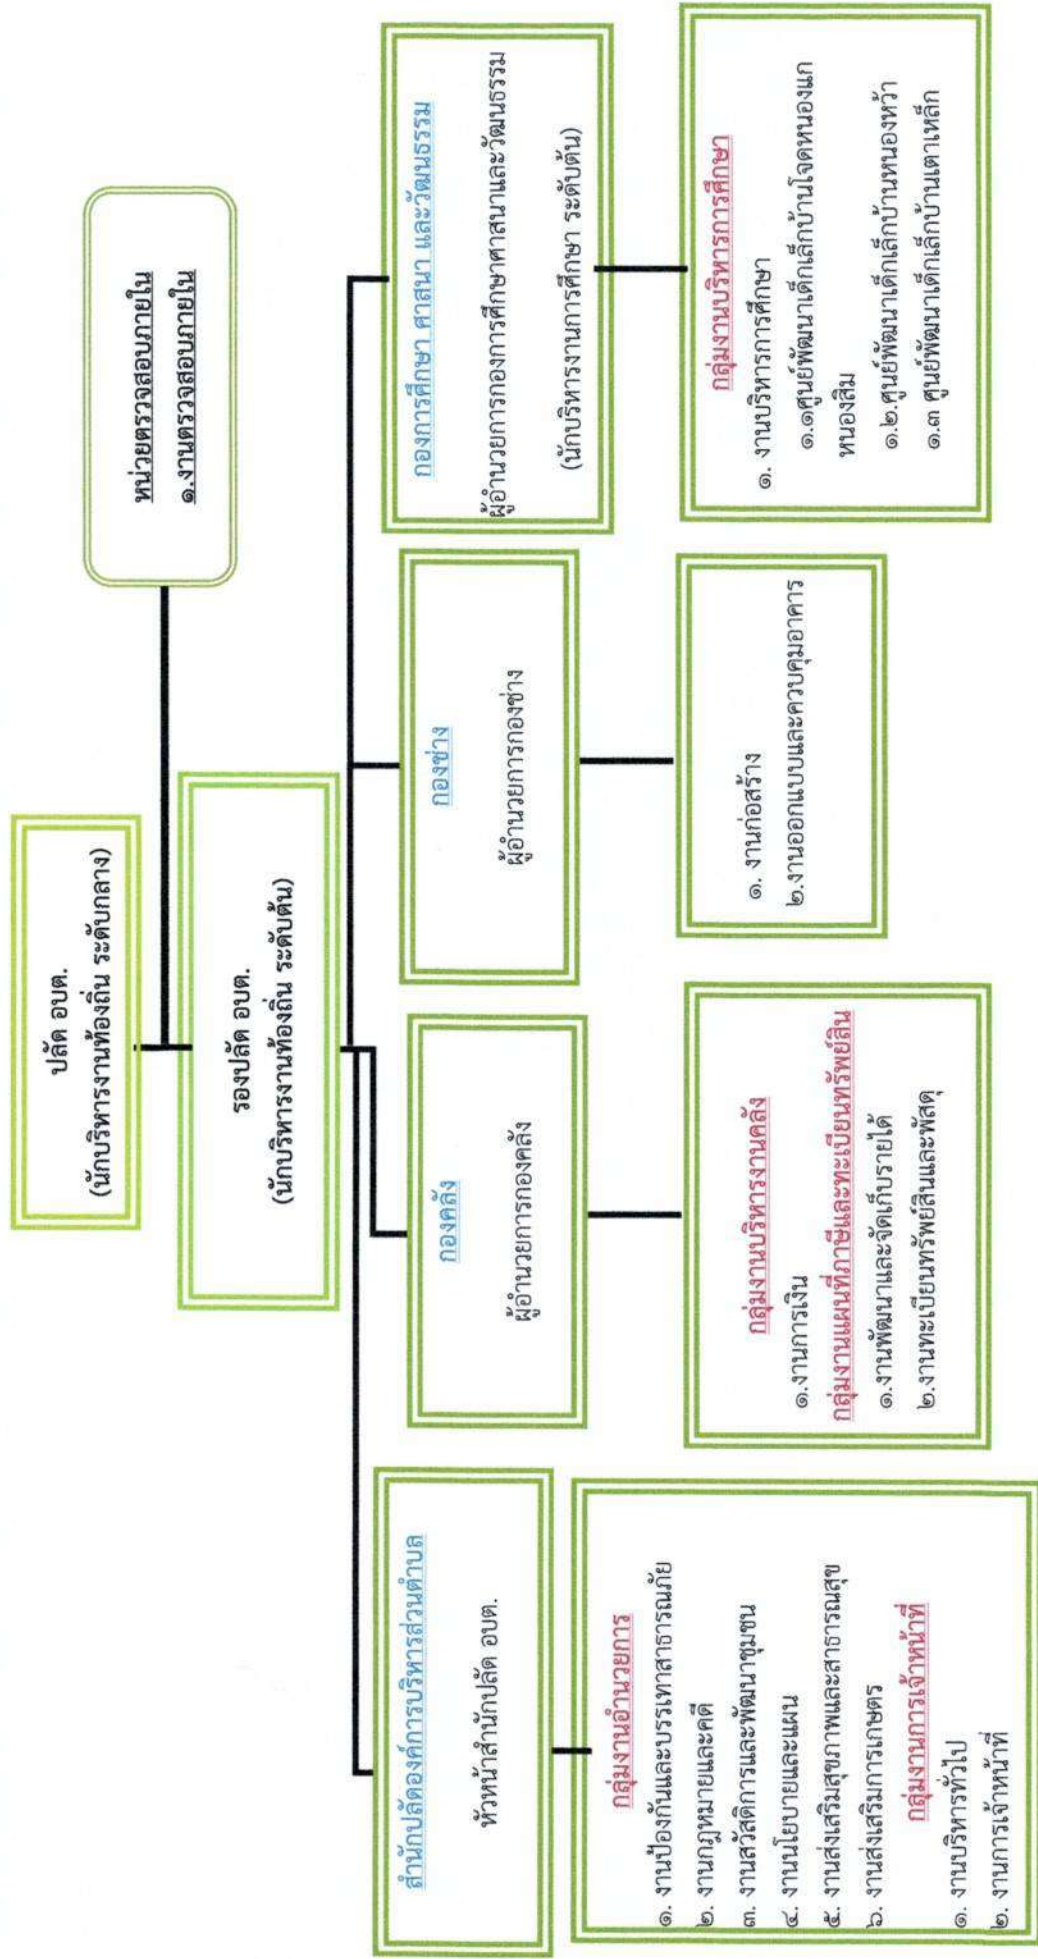 ปลัด อบต.
(นักบริหารงานท้องถิ่น ระดับกลาง)
หน่วยตรวจสอบภายใน
๑.งานตรวจสอบภายใน
รองปลัด อบต.
(นักบริหารงานท้องถิ่น ระดับต้น)
สำนักปลัดองค์การบริหารส่วนตำบล
หัวหน้าสำนักปลัด อบต.
กลุ่มงานอำนวยการ
๑. งานป้องกันและบรรเทาสาธารณภัย
๒. งานกฎหมายและคดี
๓. งานสวัสดิการและพัฒนาชุมชน
๔. งานนโยบายและแผน
๕. งานส่งเสริมสุขภาพและสาธารณสุข
๖. งานส่งเสริมการเกษตร
กลุ่มงานการเจ้าหน้าที่
๑. งานบริหารทั่วไป
๒. งานการเจ้าหน้าที่
กองคลัง
ผู้อำนวยการกองคลัง
กลุ่มงานบริหารงานคลัง
๑.งานการเงิน
กลุ่มงานแผนที่ภาษีและทะเบียนทรัพย์สิน
๑.งานพัฒนาและจัดเก็บรายได้
๒.งานทะเบียนทรัพย์สินและพัสดุ
กองช่าง
ผู้อำนวยการกองช่าง
๑. งานก่อสร้าง
๒.งานออกแบบและควบคุมอาคาร
กองการศึกษา ศาสนา และวัฒนธรรม
ผู้อำนวยการกองการศึกษาศาสนาและวัฒนธรรม
(นักบริหารงานการศึกษา ระดับต้น)
กลุ่มงานบริหารการศึกษา
๑. งานบริหารการศึกษา
๑.๑ศูนย์พัฒนาเด็กเล็กบ้านโจดหนองแก
หนองสิม
๑.๒.ศูนย์พัฒนาเด็กเล็กบ้านหนองหว้า
๑.๓ ศูนย์พัฒนาเด็กเล็กบ้านเตาเหล็ก